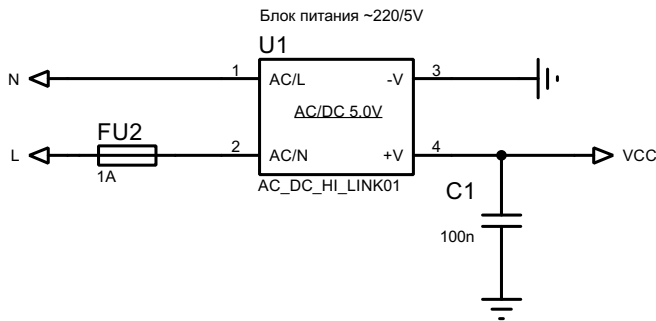 Блок питания ~220/5V
U1
N
1
AC/L
-V
3
AC/DC 5.0V
FU2
L
2
AC/N
+V
4
VCC
1A
AC_DC_HI_LINK01
C1
100n